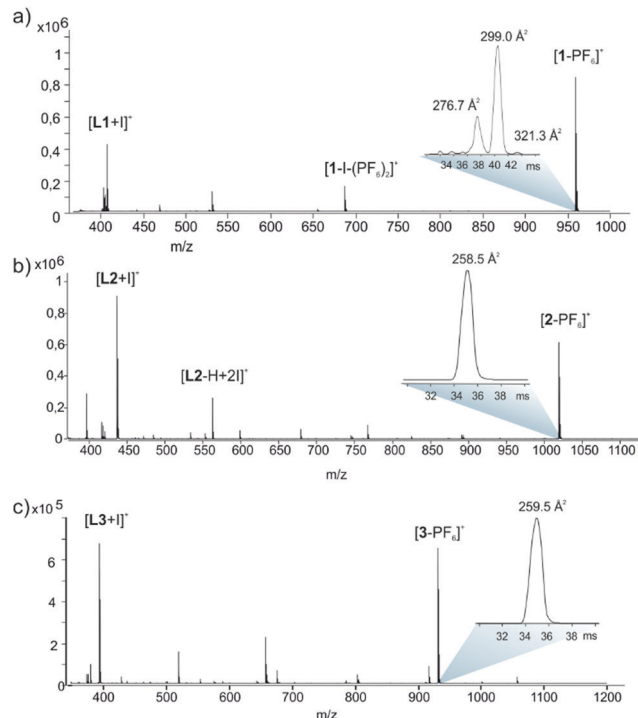 a)
x10⁶
1
0.8
0.6
0.4
0,2
0
[L1+I]⁺
[1-I-(PF₆)₂]⁺
[1-PF₆]⁺
299.0 Å²
276.7 Å²
321.3 Å²
34 36 38 40 42 ms
400 450 500 550 600 650 700 750 800 850 900 950 1000
m/z
b)
x10⁶
1
0.8
0.6
0.4
0,2
0
[L2+I]⁺
[L2-H+2I]⁺
258.5 Å²
[2-PF₆]⁺
32 34 36 38 ms
400 450 500 550 600 650 700 750 800 850 900 950 1000 1050 1100
m/z
c)
x10⁵
6
4
2
0
[L3+I]⁺
[3-PF₆]⁺
259.5 Å²
32 34 36 38 ms
400 500 600 700 800 900 1000 1100 1200
m/z